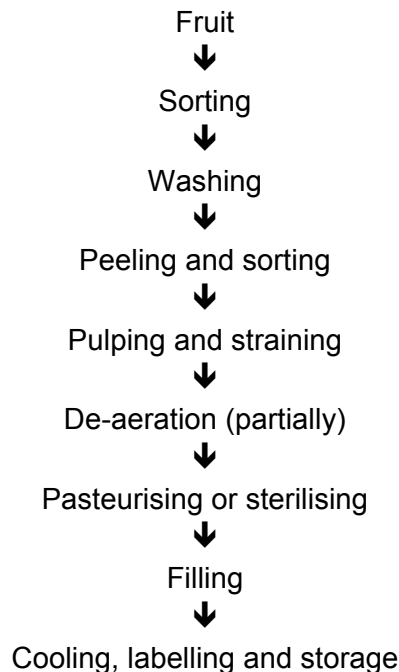 Fruit
Sorting
Washing
Peeling and sorting
Pulping and straining
De-aeration (partially)
Pasteurising or sterilising
Filling
Cooling, labelling and storage